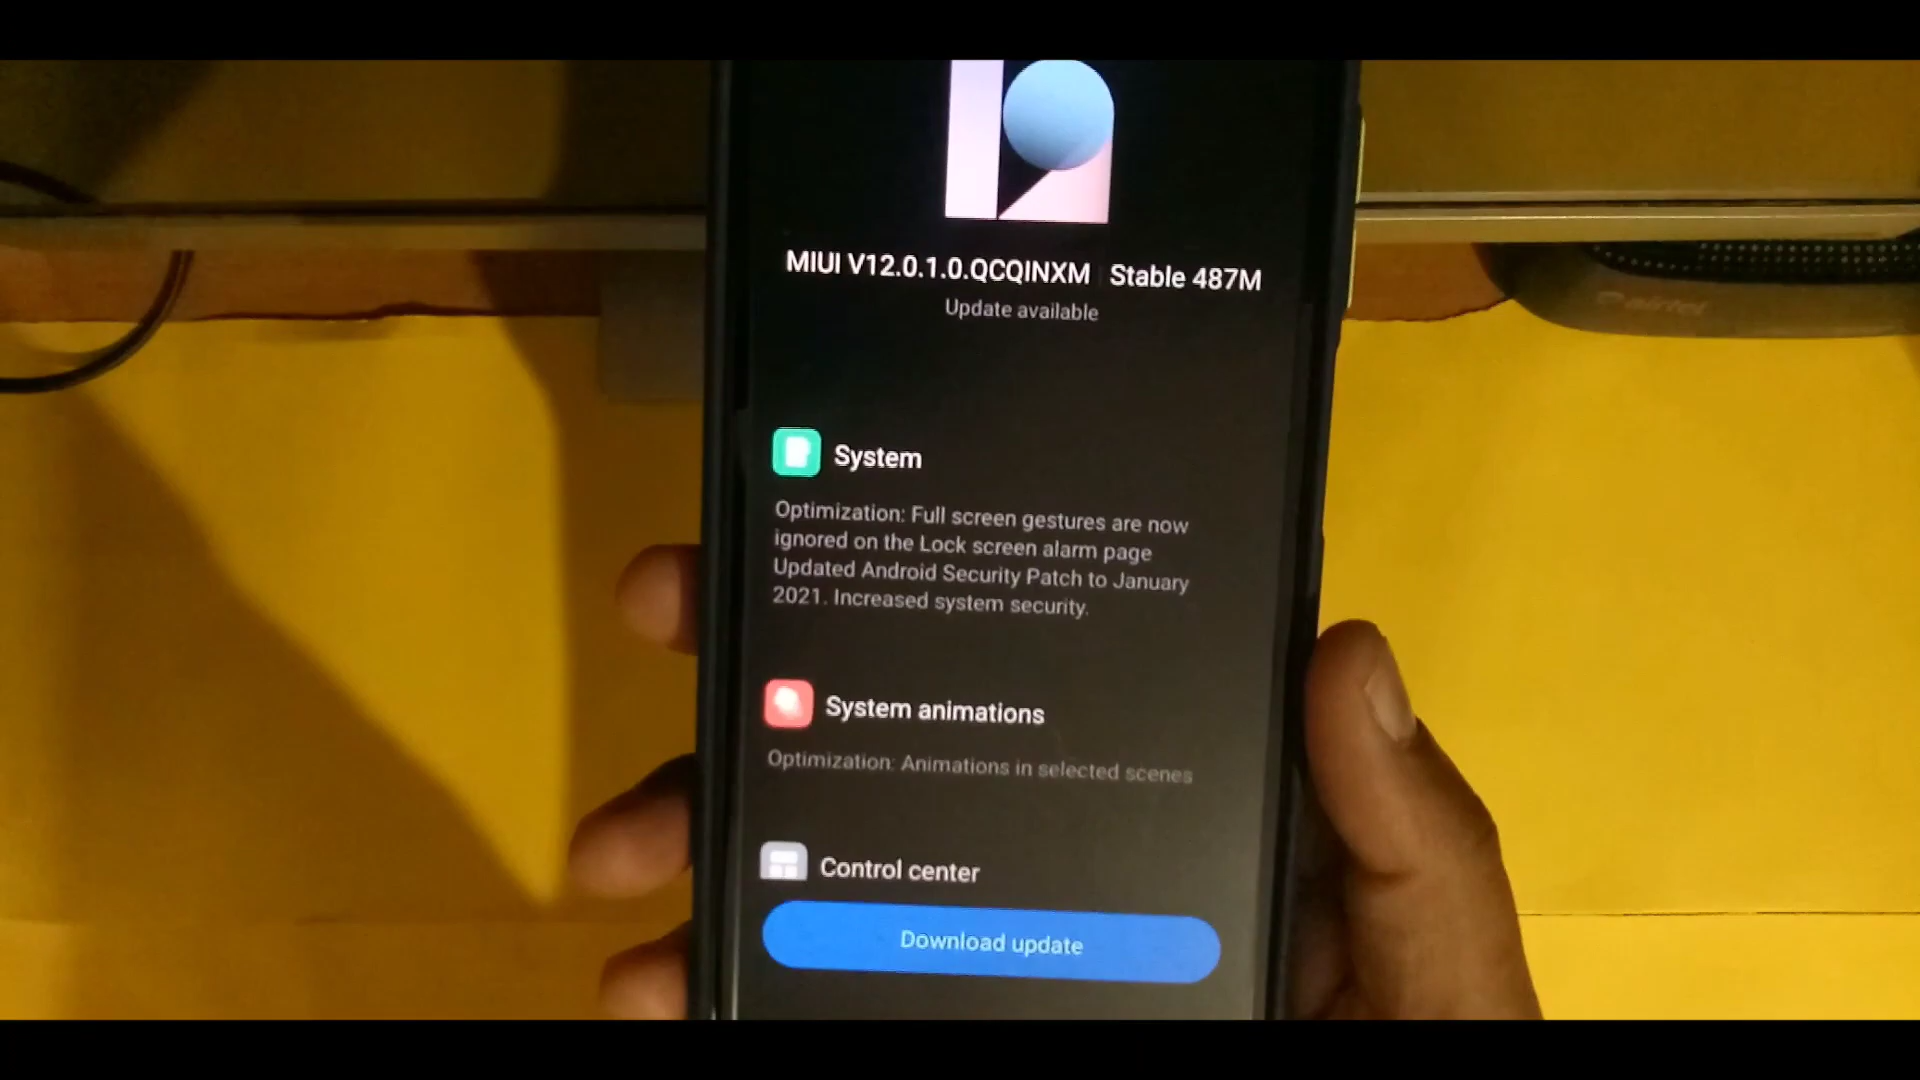 MIUI V12.0.1.0.QCQINXM Stable 487M
Update available
airtel
System
Optimization: Full screen gestures are now
ignored on the Lock screen alarm page
Updated Android Security Patch to January
2021. Increased system security.
System animations
Optimization: Animations in selected scenes
Control center
Download update